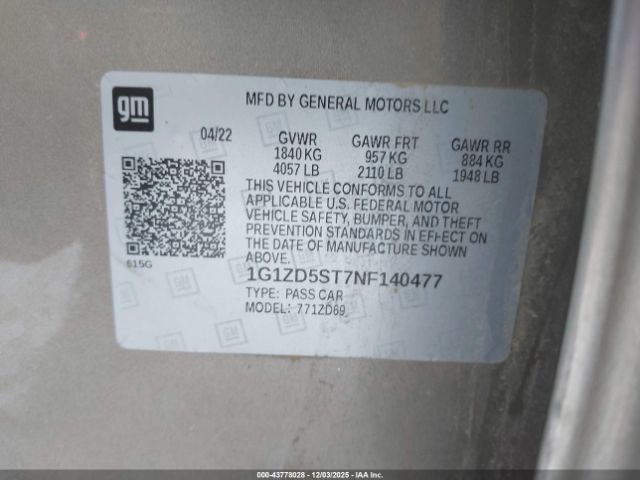 gm
MFD BY GENERAL MOTORS LLC
04/22 GVWR GAWR FRT GAWR RR
1840 KG 957 KG 884 KG
4057 LB 2110 LB 1948 LB
THIS VEHICLE CONFORMS TO ALL
APPLICABLE U.S. FEDERAL MOTOR
VEHICLE SAFETY, BUMPER, AND THEFT
PREVENTION STANDARDS IN EFFECT ON
THE DATE OF MANUFACTURE SHOWN
ABOVE.
615G
1G1ZD5ST7NF140477
TYPE: PASS CAR
MODEL: 771ZD69
000-43778028 - 12/03/2025 - IAA Inc.